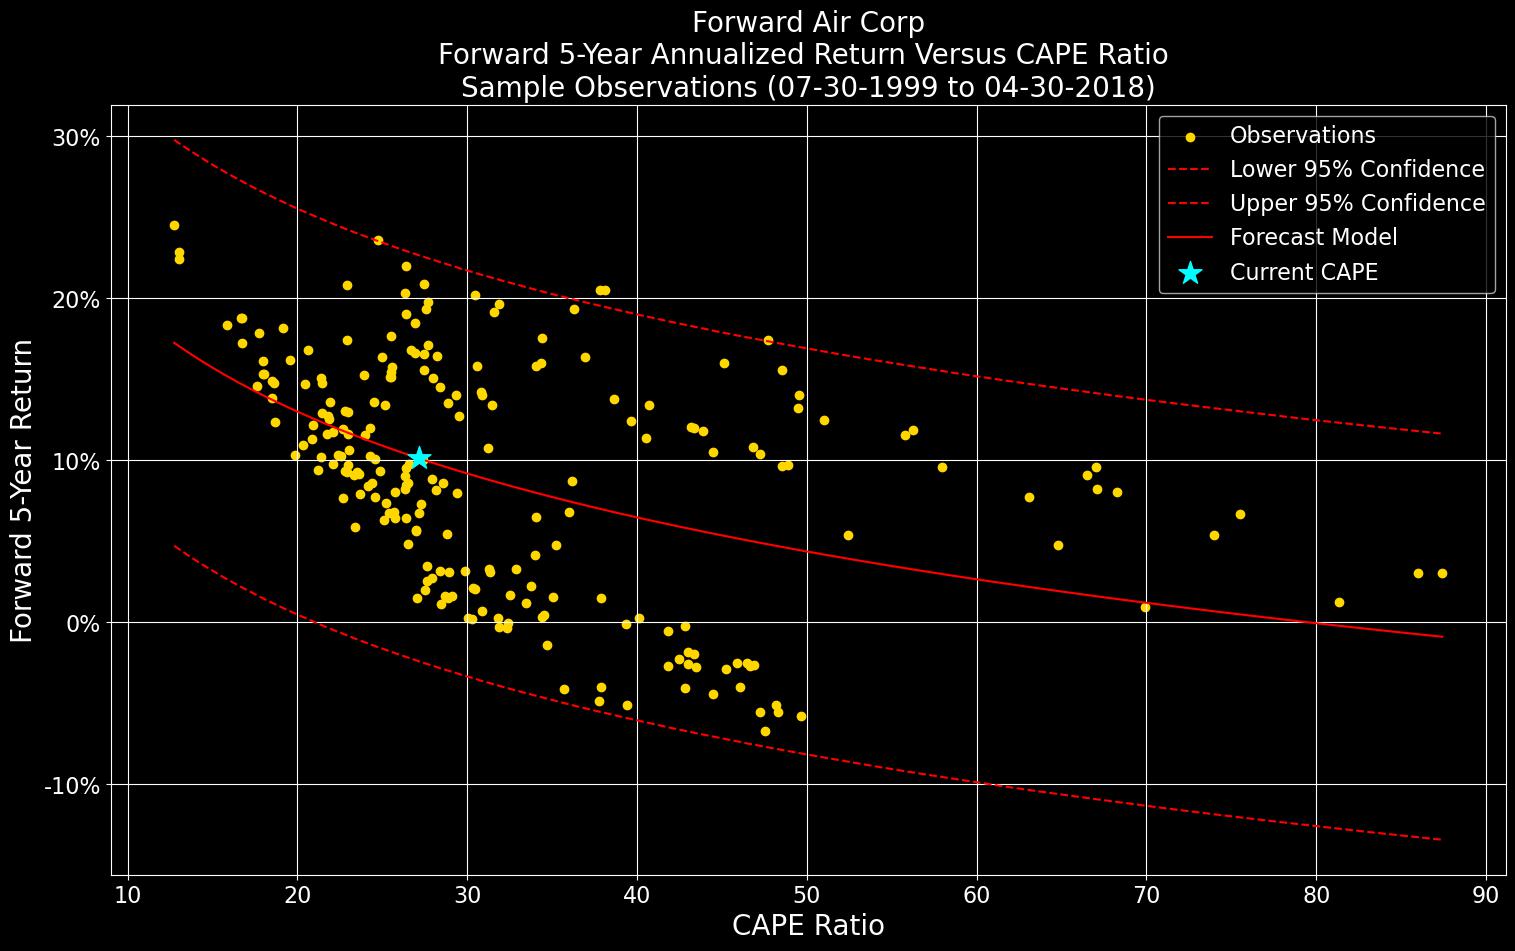 Forward Air Corp
Forward 5-Year Annualized Return Versus CAPE Ratio
Sample Observations (07-30-1999 to 04-30-2018)
Observations
Lower 95% Confidence
Upper 95% Confidence
Forecast Model
Current CAPE
Forward 5-Year Return
30%
20%
10%
0%
-10%
10 20 30 40 50 60 70 80 90
CAPE Ratio